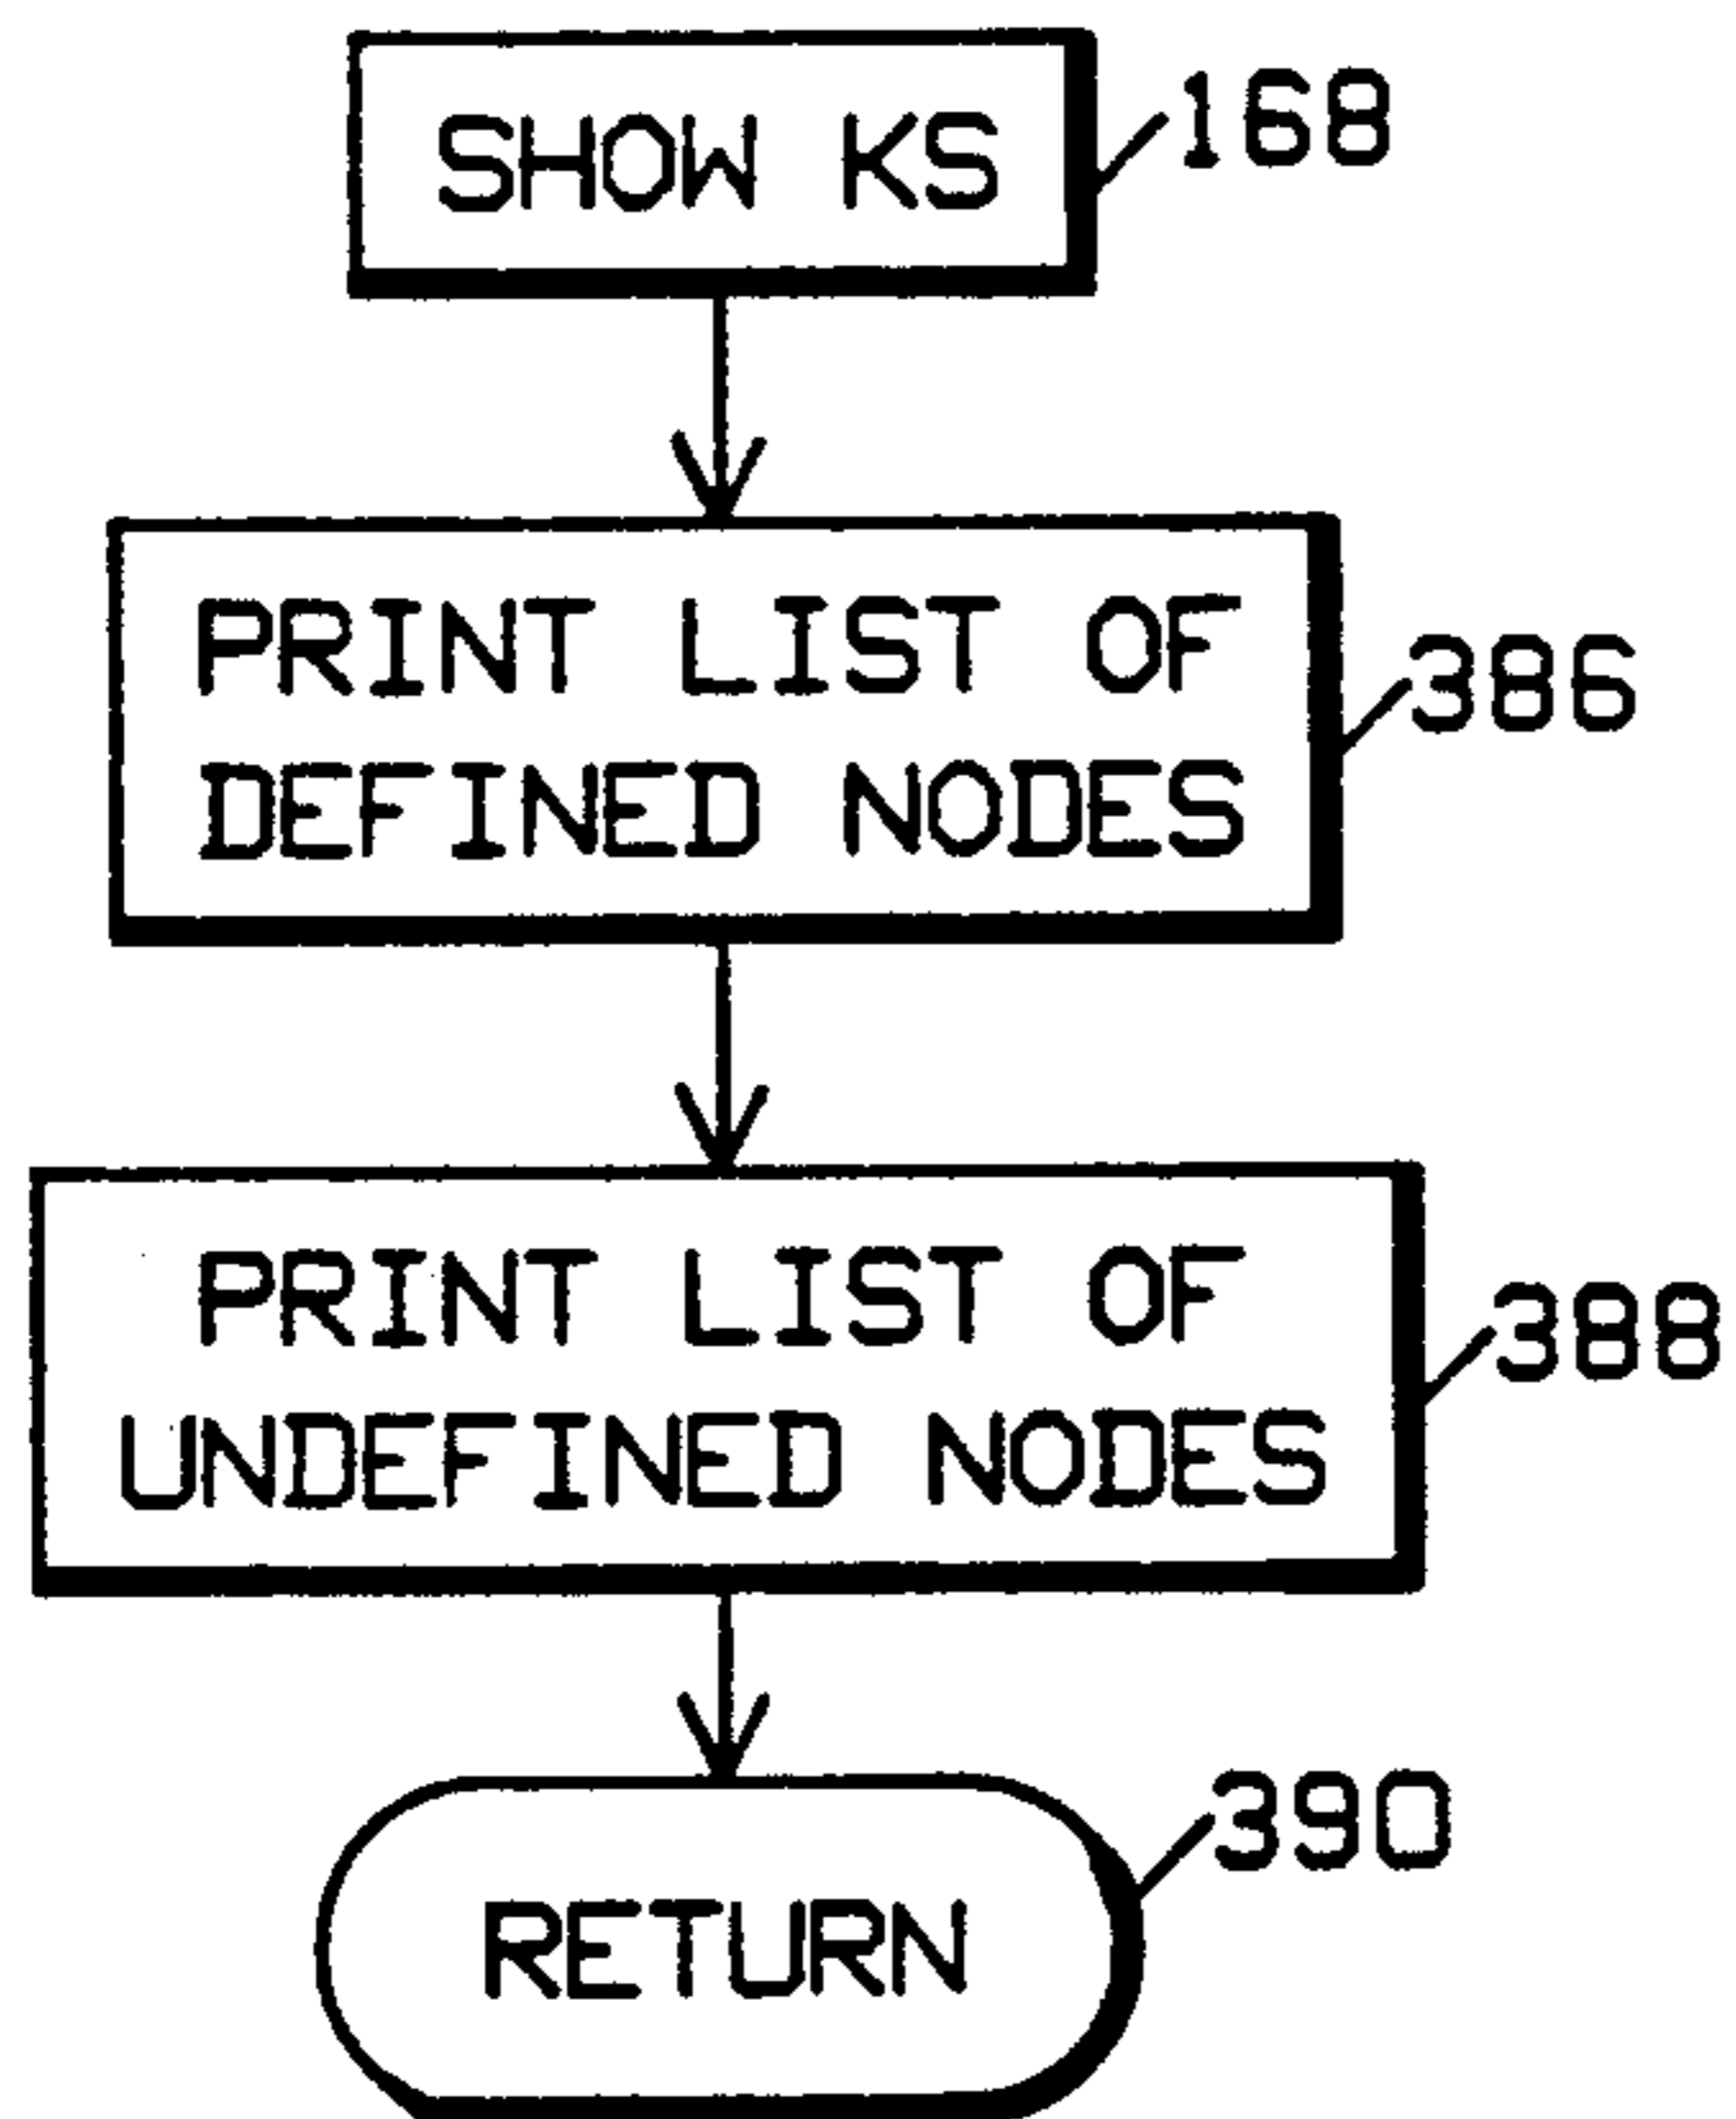 SHOW KS
168
PRINT LIST OF
DEFINED NODES
386
PRINT LIST OF
UNDEFINED NODES
388
390
RETURN